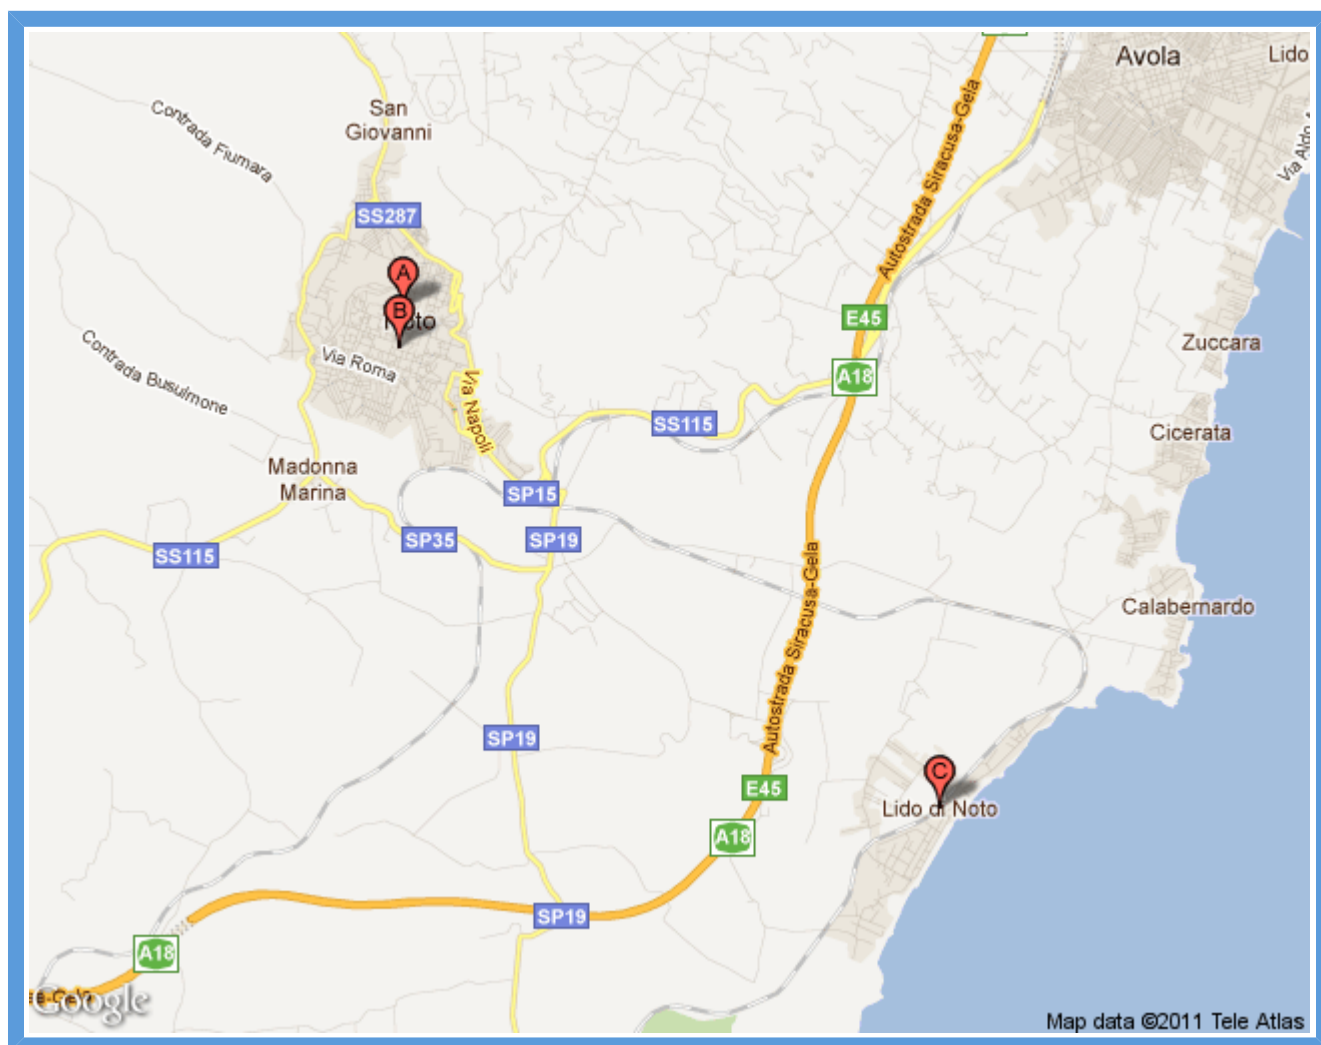 Avola
Lido
San
Giovanni
Contrada Fiumara
Autostrada Siracusa-Gela
SS287
A
B
E45
Via Roma
Contrada Busulmone
Zuccara
A18
Via Napoli
SS115
Cicerata
Madonna
Marina
SP15
SP35
SP19
SS115
Autostrada Siracusa-Gela
Calabernardo
SP19
C
E45
Lido di Noto
A18
SP19
A18
Google
Map data ©2011 Tele Atlas